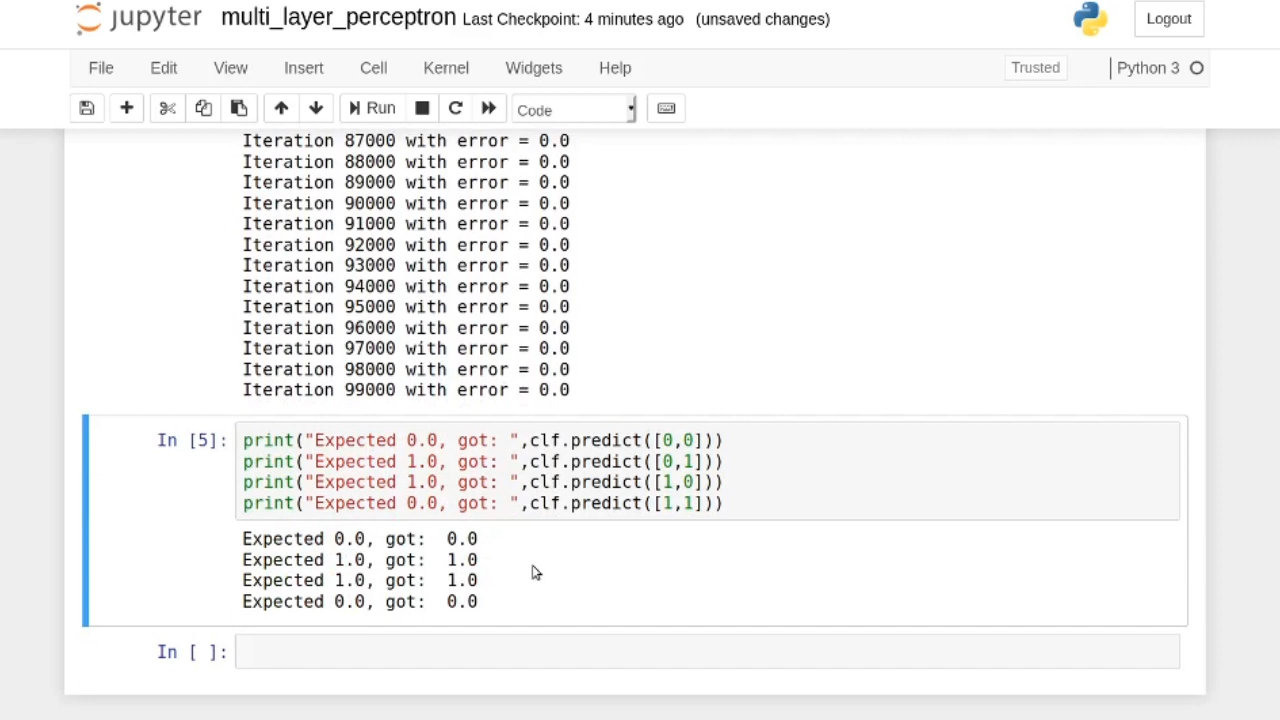 jupyter multi_layer_perceptron Last Checkpoint: 4 minutes ago (unsaved changes) Logout
File Edit View Insert Cell Kernel Widgets Help Trusted Python 3
Run Code
Iteration 87000 with error = 0.0
Iteration 88000 with error = 0.0
Iteration 89000 with error = 0.0
Iteration 90000 with error = 0.0
Iteration 91000 with error = 0.0
Iteration 92000 with error = 0.0
Iteration 93000 with error = 0.0
Iteration 94000 with error = 0.0
Iteration 95000 with error = 0.0
Iteration 96000 with error = 0.0
Iteration 97000 with error = 0.0
Iteration 98000 with error = 0.0
Iteration 99000 with error = 0.0
In [5]: print("Expected 0.0, got: ",clf.predict([0,0]))
print("Expected 1.0, got: ",clf.predict([0,1]))
print("Expected 1.0, got: ",clf.predict([1,0]))
print("Expected 0.0, got: ",clf.predict([1,1]))
Expected 0.0, got:  0.0
Expected 1.0, got:  1.0
Expected 1.0, got:  1.0
Expected 0.0, got:  0.0
In [ ]: